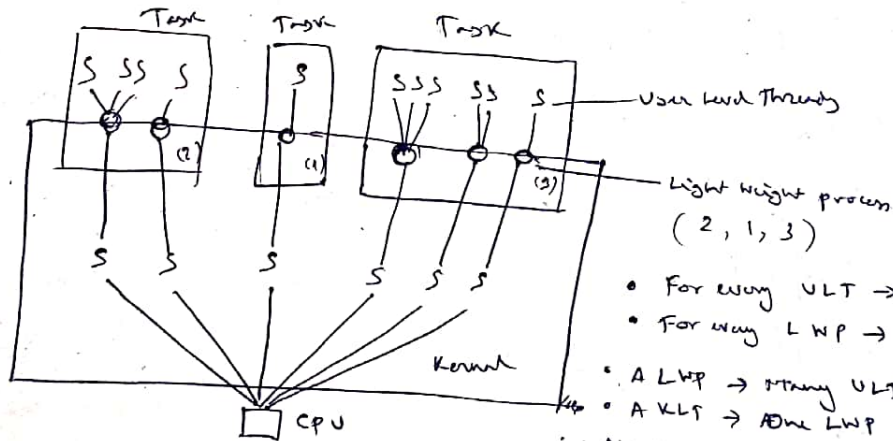 Task Task Task
S SS S S SSS SS S User Level Threads
(2) (1) (3)
Light weight process
(2, 1, 3)
S S S S S S
• For every ULT →
• For every LWP →
Kernel
• A LWP → Many ULT
• A KLT → One LWP
CPU